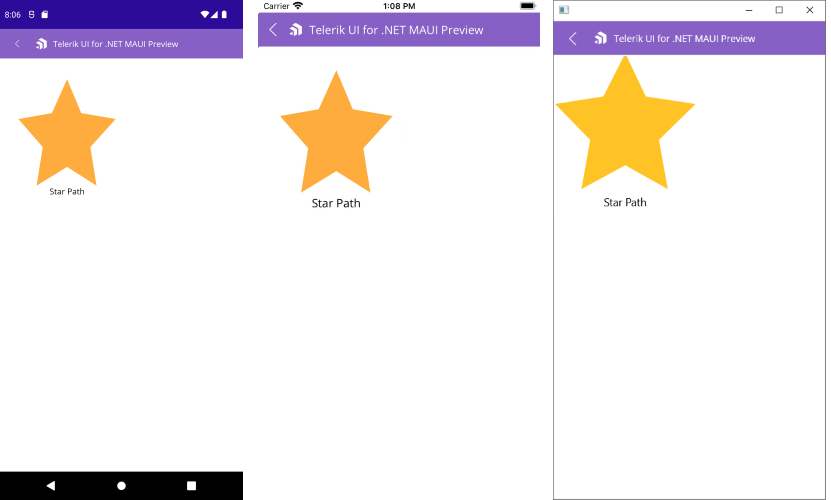 8:06
Telerik UI for .NET MAUI Preview
Star Path
Carrier
1:08 PM
Telerik UI for .NET MAUI Preview
Star Path
Telerik UI for .NET MAUI Preview
Star Path